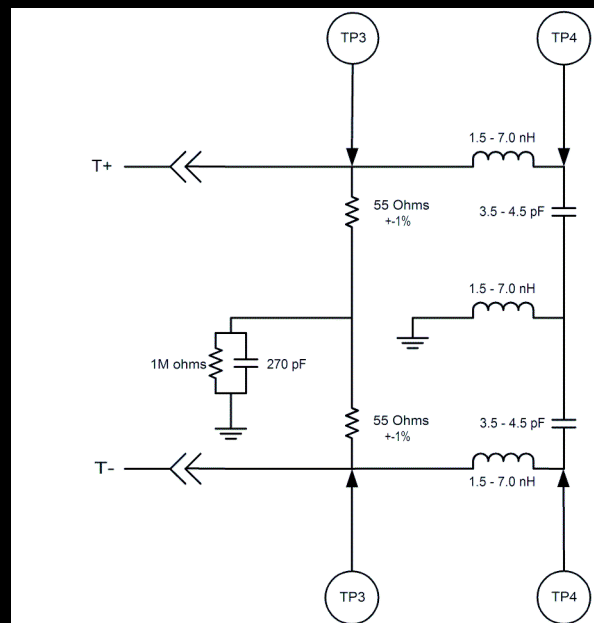 TP3
TP4
1.5 - 7.0 nH
T+
55 Ohms
+-1%
3.5 - 4.5 pF
1.5 - 7.0 nH
1M ohms
270 pF
55 Ohms
+-1%
3.5 - 4.5 pF
T-
1.5 - 7.0 nH
TP3
TP4